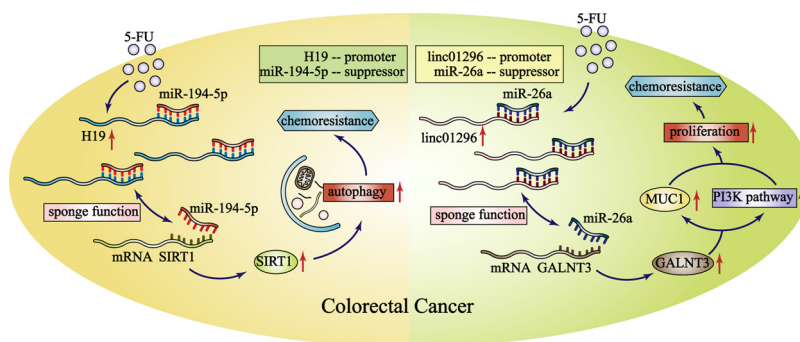 5-FU
miR-194-5p
H19
H19 -- promoter
miR-194-5p -- suppressor
chemoresistance
autophagy
sponge function
miR-194-5p
mRNA SIRT1
SIRT1
linc01296 -- promoter
miR-26a -- suppressor
5-FU
miR-26a
linc01296
chemoresistance
proliferation
MUC1
PI3K pathway
sponge function
miR-26a
mRNA GALNT3
GALNT3
Colorectal Cancer